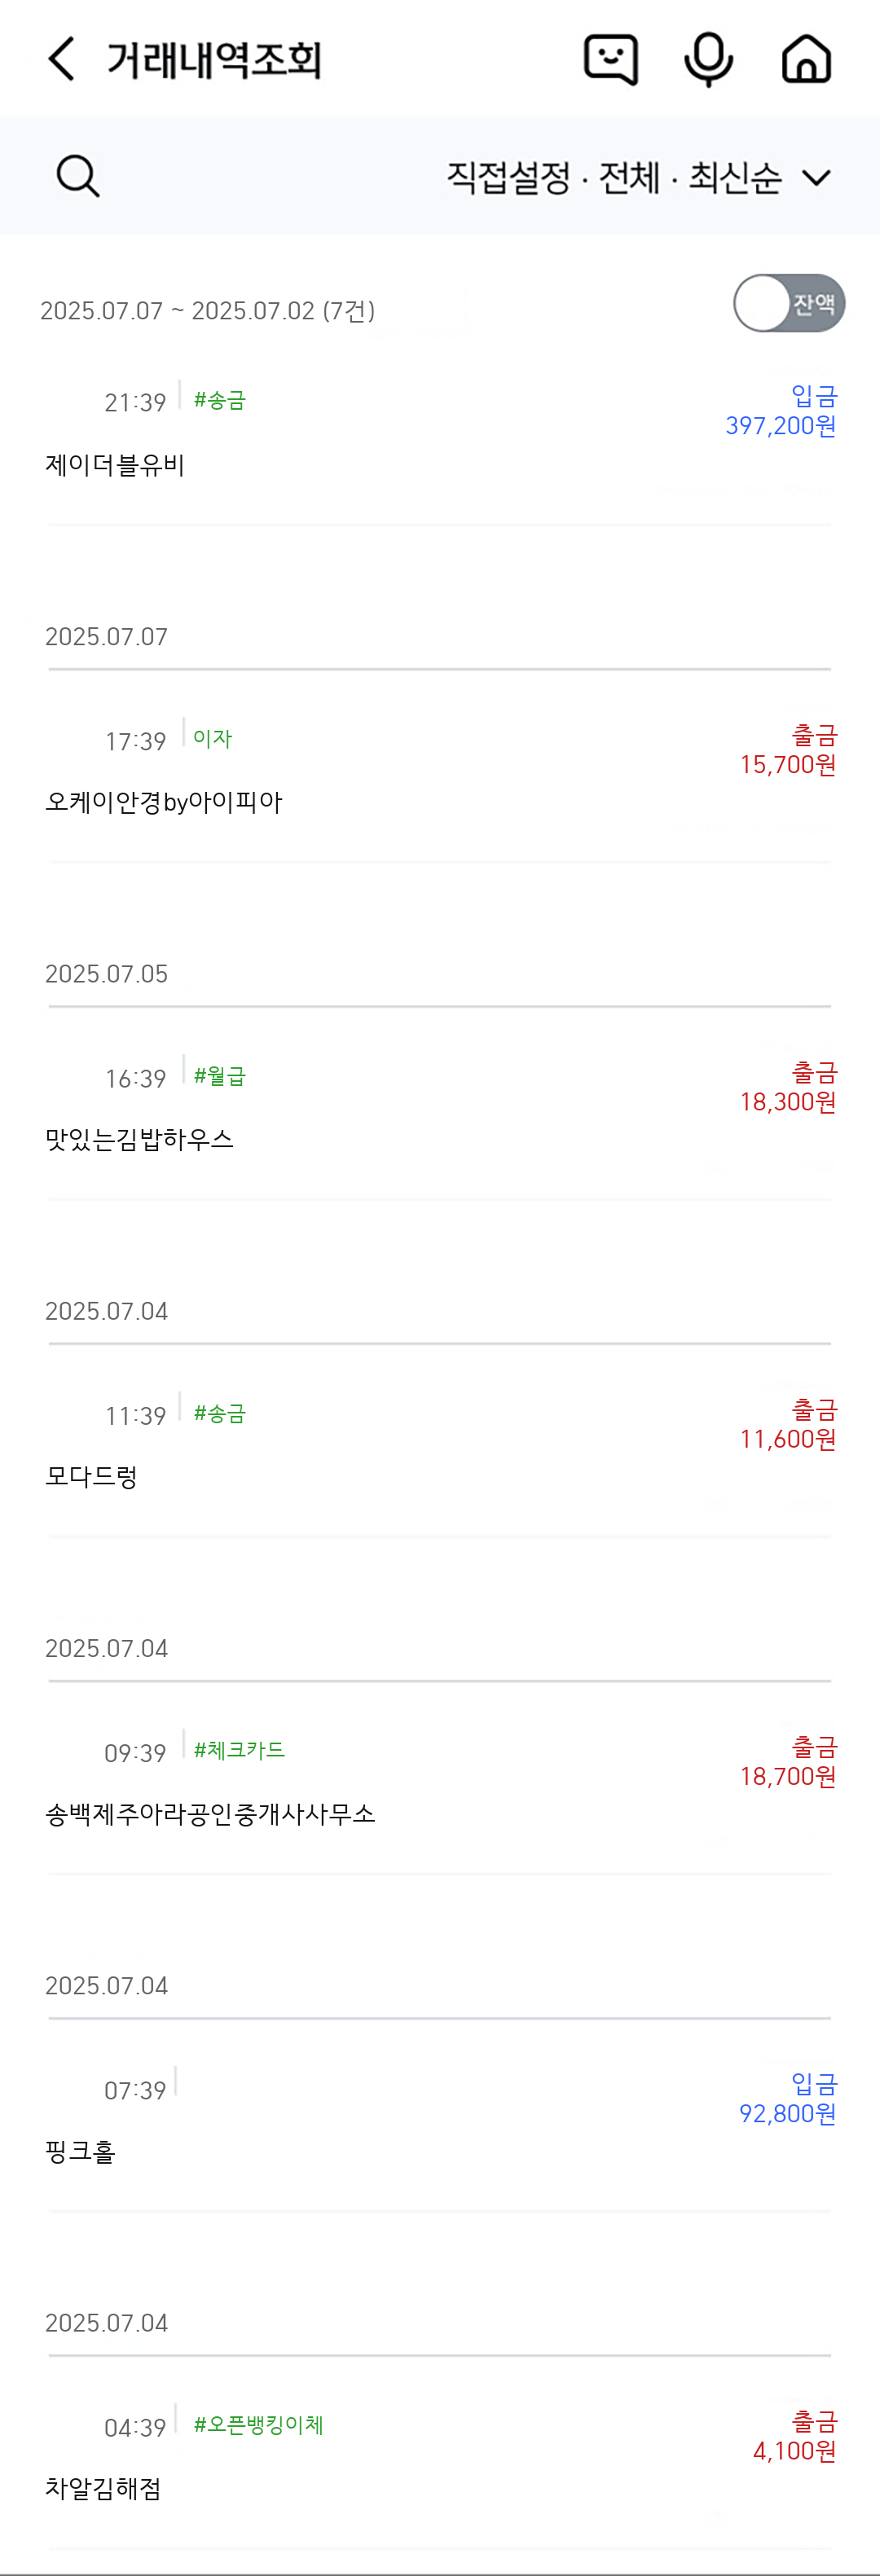 거래내역조회
직접설정 · 전체 · 최신순
2025.07.07 ~ 2025.07.02 (7건)
잔액
21:39 #송금
입금
397,200원
제이더블유비
2025.07.07
17:39 이자
출금
15,700원
오케이안경by아이피아
2025.07.05
16:39 #월급
출금
18,300원
맛있는김밥하우스
2025.07.04
11:39 #송금
출금
11,600원
모다드렁
2025.07.04
09:39 #체크카드
출금
18,700원
송백제주아라공인중개사사무소
2025.07.04
07:39
입금
92,800원
핑크홀
2025.07.04
04:39 #오픈뱅킹이체
출금
4,100원
차알김해점